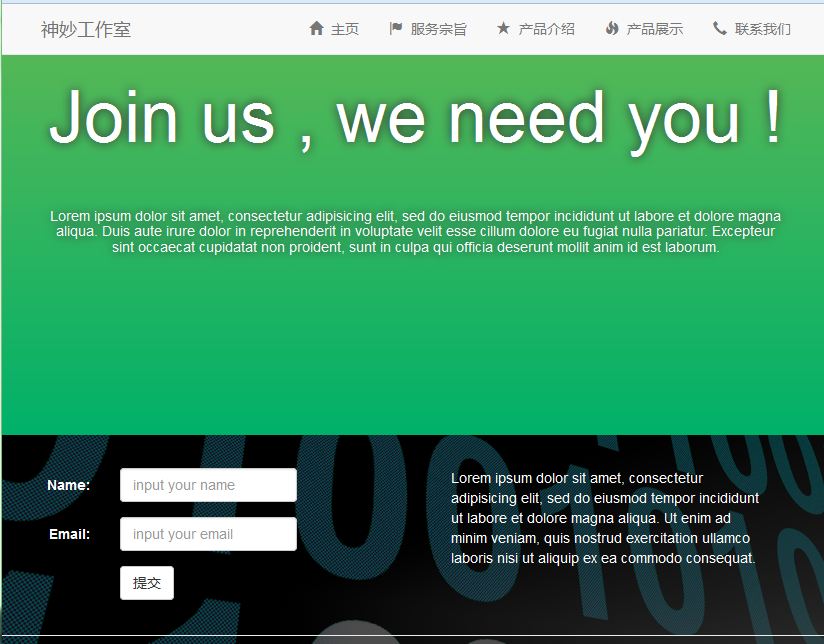 神妙工作室 主页 服务宗旨 产品介绍 产品展示 联系我们
Join us , we need you !
Lorem ipsum dolor sit amet, consectetur adipisicing elit, sed do eiusmod tempor incididunt ut labore et dolore magna
aliqua. Duis aute irure dolor in reprehenderit in voluptate velit esse cillum dolore eu fugiat nulla pariatur. Excepteur
sint occaecat cupidatat non proident, sunt in culpa qui officia deserunt mollit anim id est laborum.
Name: input your name
Email: input your email
提交
Lorem ipsum dolor sit amet, consectetur
adipisicing elit, sed do eiusmod tempor incididunt
ut labore et dolore magna aliqua. Ut enim ad
minim veniam, quis nostrud exercitation ullamco
laboris nisi ut aliquip ex ea commodo consequat.